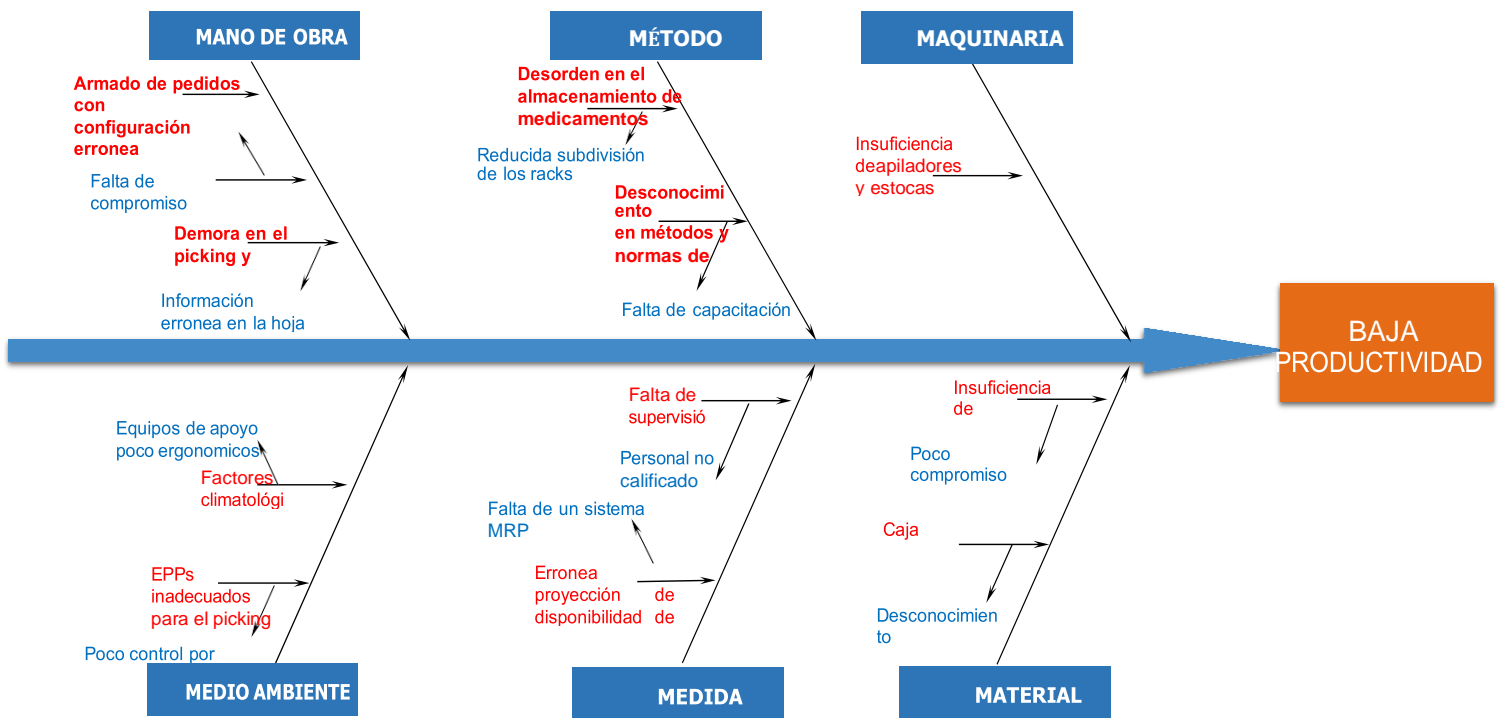 MANO DE OBRA
MÉTODO
MAQUINARIA
Armado de pedidos
con
configuración
erronea
Falta de
compromiso
Demora en el
picking y
Información
erronea en la hoja
Desorden en el
almacenamiento de
medicamentos
Reducida subdivisión
de los racks
Desconocimi
ento
en métodos y
normas de
Falta de capacitación
Insuficiencia
deapiladores
y estocas
BAJA
PRODUCTIVIDAD
Equipos de apoyo
poco ergonomicos
Factores
climatológi
EPPs
inadecuados
para el picking
Poco control por
Falta de
supervisió
Personal no
calificado
Falta de un sistema
MRP
Erronea
proyección de
disponibilidad de
Insuficiencia
de
Poco
compromiso
Caja
Desconocimien
to
MEDIO AMBIENTE
MEDIDA
MATERIAL